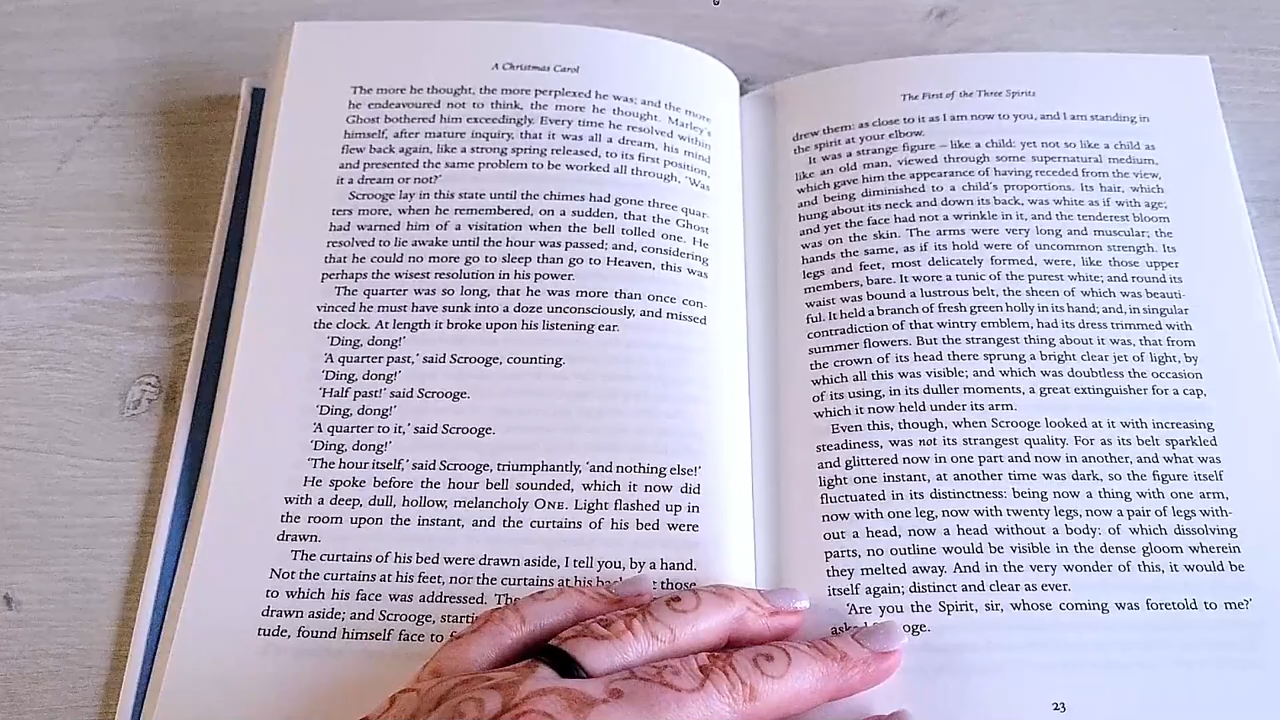 A Christmas Carol
The more he thought, the more perplexed he was; and the more
he endeavoured not to think, the more he thought. Marley's
Ghost bothered him exceedingly. Every time he resolved within
himself, after mature inquiry, that it was all a dream, his mind
flew back again, like a strong spring released, to its first position,
and presented the same problem to be worked all through, 'Was
it a dream or not?'
Scrooge lay in this state until the chimes had gone three quar-
ters more, when he remembered, on a sudden, that the Ghost
had warned him of a visitation when the bell tolled one. He
resolved to lie awake until the hour was passed; and, considering
that he could no more go to sleep than go to Heaven, this was
perhaps the wisest resolution in his power.
The quarter was so long, that he was more than once con-
vinced he must have sunk into a doze unconsciously, and missed
the clock. At length it broke upon his listening ear.
'Ding, dong!'
'A quarter past,' said Scrooge, counting.
'Ding, dong!'
'Half past!' said Scrooge.
'Ding, dong!'
'A quarter to it,' said Scrooge.
'Ding, dong!'
'The hour itself,' said Scrooge, triumphantly, 'and nothing else!'
He spoke before the hour bell sounded, which it now did
with a deep, dull, hollow, melancholy ONE. Light flashed up in
the room upon the instant, and the curtains of his bed were
drawn.
The curtains of his bed were drawn aside, I tell you, by a hand.
Not the curtains at his feet, nor the curtains at his those
to which his face was addressed.
drawn aside; and Scrooge,
tude, found himself face to
The First of the Three Spirits
drew them: as close to it as I am now to you, and I am standing in
the spirit at your elbow.
It was a strange figure – like a child: yet not so like a child as
like an old man, viewed through some supernatural medium,
which gave him the appearance of having receded from the view,
and being diminished to a child's proportions. Its hair, which
hung about its neck and down its back, was white as if with age;
and yet the face had not a wrinkle in it, and the tenderest bloom
was on the skin. The arms were very long and muscular; the
hands the same, as if its hold were of uncommon strength. Its
legs and feet, most delicately formed, were, like those upper
members, bare. It wore a tunic of the purest white; and round its
waist was bound a lustrous belt, the sheen of which was beauti-
ful. It held a branch of fresh green holly in its hand; and, in singular
contradiction of that wintry emblem, had its dress trimmed with
summer flowers. But the strangest thing about it was, that from
the crown of its head there sprung a bright clear jet of light, by
which all this was visible; and which was doubtless the occasion
of its using, in its duller moments, a great extinguisher for a cap,
which it now held under its arm.
Even this, though, when Scrooge looked at it with increasing
steadiness, was not its strangest quality. For as its belt sparkled
and glittered now in one part and now in another, and what was
light one instant, at another time was dark, so the figure itself
fluctuated in its distinctness: being now a thing with one arm,
now with one leg, now with twenty legs, now a pair of legs with-
out a head, now a head without a body: of which dissolving
parts, no outline would be visible in the dense gloom wherein
they melted away. And in the very wonder of this, it would be
itself again; distinct and clear as ever.
'Are you the Spirit, sir, whose coming was foretold to me?'
23